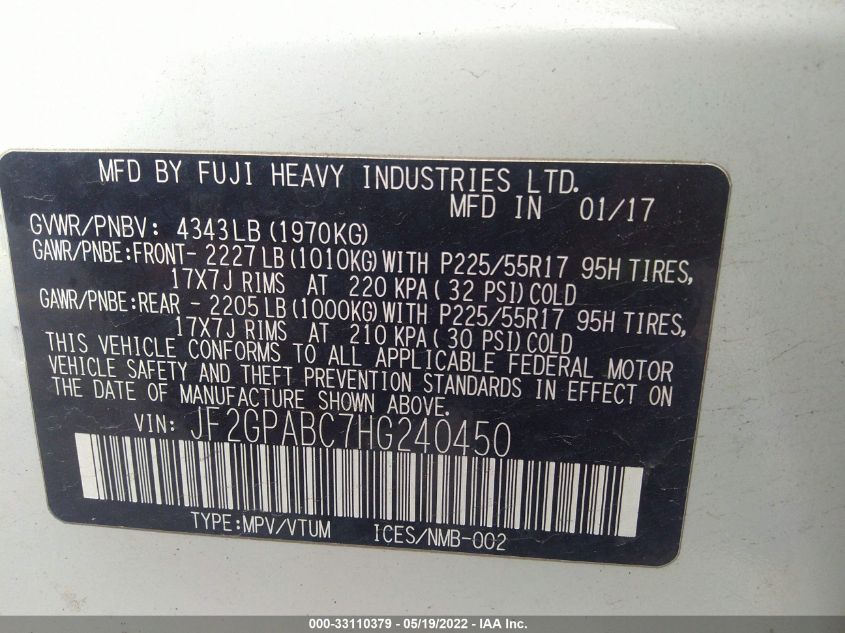 MFD BY FUJI HEAVY INDUSTRIES LTD.
MFD IN 01/17
GVWR/PNBV: 4343LB(1970KG)
GAWR/PNBE:FRONT- 2227LB(1010KG)WITH P225/55R17 95H TIRES,
17X7J RIMS AT 220 KPA( 32 PSI)COLD
GAWR/PNBE:REAR - 2205LB(1000KG)WITH P225/55R17 95H TIRES,
17X7J RIMS AT 210 KPA( 30 PSI)COLD
THIS VEHICLE CONFORMS TO ALL APPLICABLE FEDERAL MOTOR
VEHICLE SAFETY AND THEFT PREVENTION STANDARDS IN EFFECT ON
THE DATE OF MANUFACTURE SHOWN ABOVE.
VIN: JF2GPABC7HG240450
TYPE:MPV/VTUM ICES/NMB-002
000-33110379 - 05/19/2022 - IAA Inc.